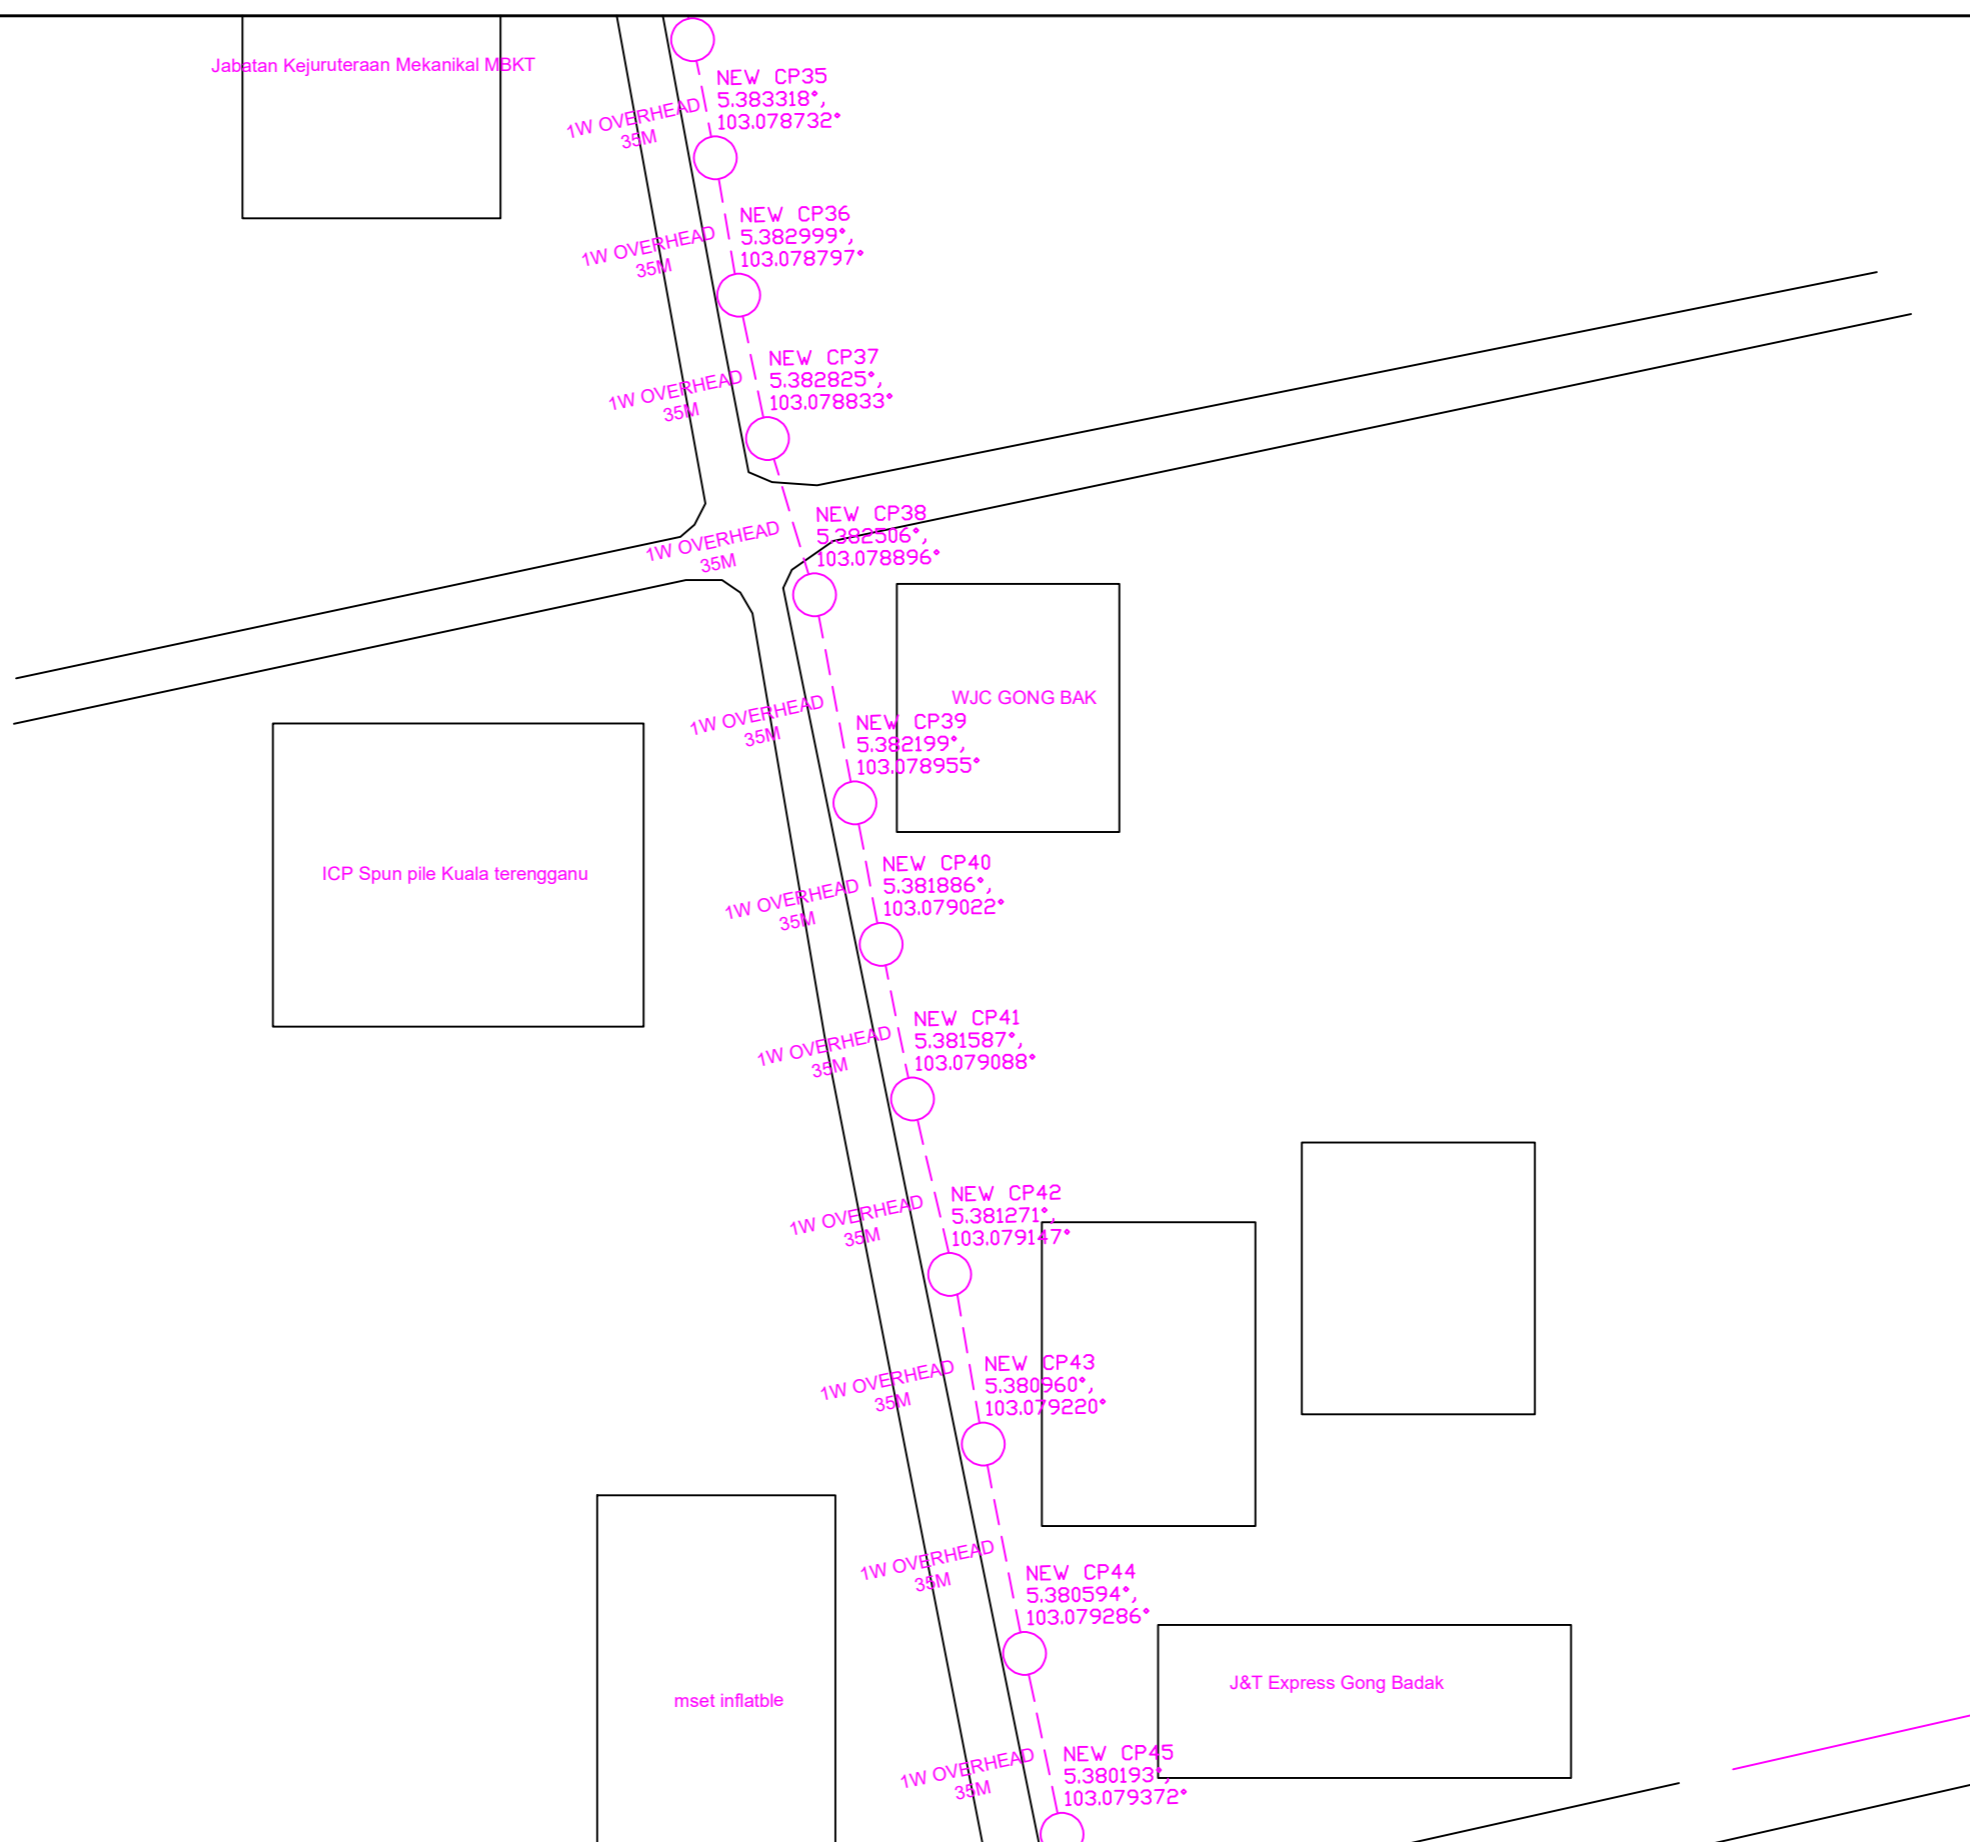 Jabatan Kejuruteraan Mekanikal MBKT
NEW CP35
5.383318°,
103.078732°
1W OVERHEAD
35M
NEW CP36
5.382999°,
103.078797°
1W OVERHEAD
35M
NEW CP37
5.382825°,
103.078833°
1W OVERHEAD
35M
NEW CP38
5.382506°,
103.078896°
1W OVERHEAD
35M
WJC GONG BAK
NEW CP39
5.382199°,
103.078955°
1W OVERHEAD
35M
ICP Spun pile Kuala terengganu
NEW CP40
5.381886°,
103.079022°
1W OVERHEAD
35M
NEW CP41
5.381587°,
103.079088°
1W OVERHEAD
35M
NEW CP42
5.381271°,
103.079147°
1W OVERHEAD
35M
NEW CP43
5.380960°,
103.079220°
1W OVERHEAD
35M
NEW CP44
5.380594°,
103.079286°
1W OVERHEAD
35M
J&T Express Gong Badak
mset inflatble
NEW CP45
5.380193°,
103.079372°
1W OVERHEAD
35M